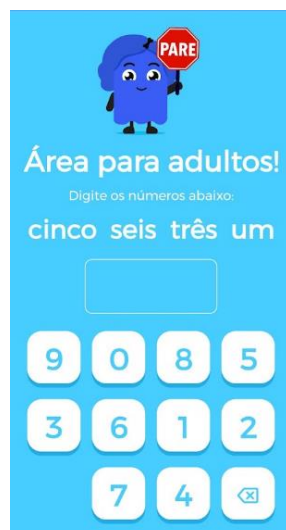 PARE
Área para adultos!
Digite os números abaixo:
cinco seis três um
9 0 8 5
3 6 1 2
7 4